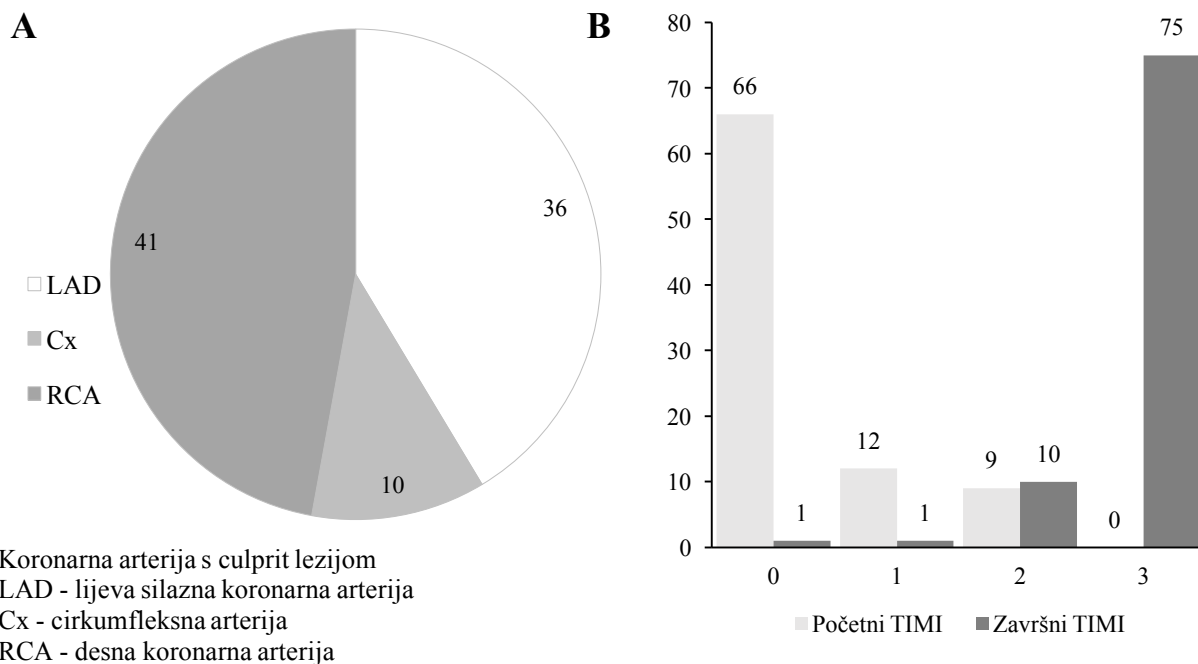 A
36
41
10
LAD
Cx
RCA
Koronarna arterija s culprit lezijom
LAD - lijeva silazna koronarna arterija
Cx - cirkumfleksna arterija
RCA - desna koronarna arterija
B
80
70
60
50
40
30
20
10
0
66
1
12
1
9
10
0
75
0 1 2 3
Početni TIMI Završni TIMI